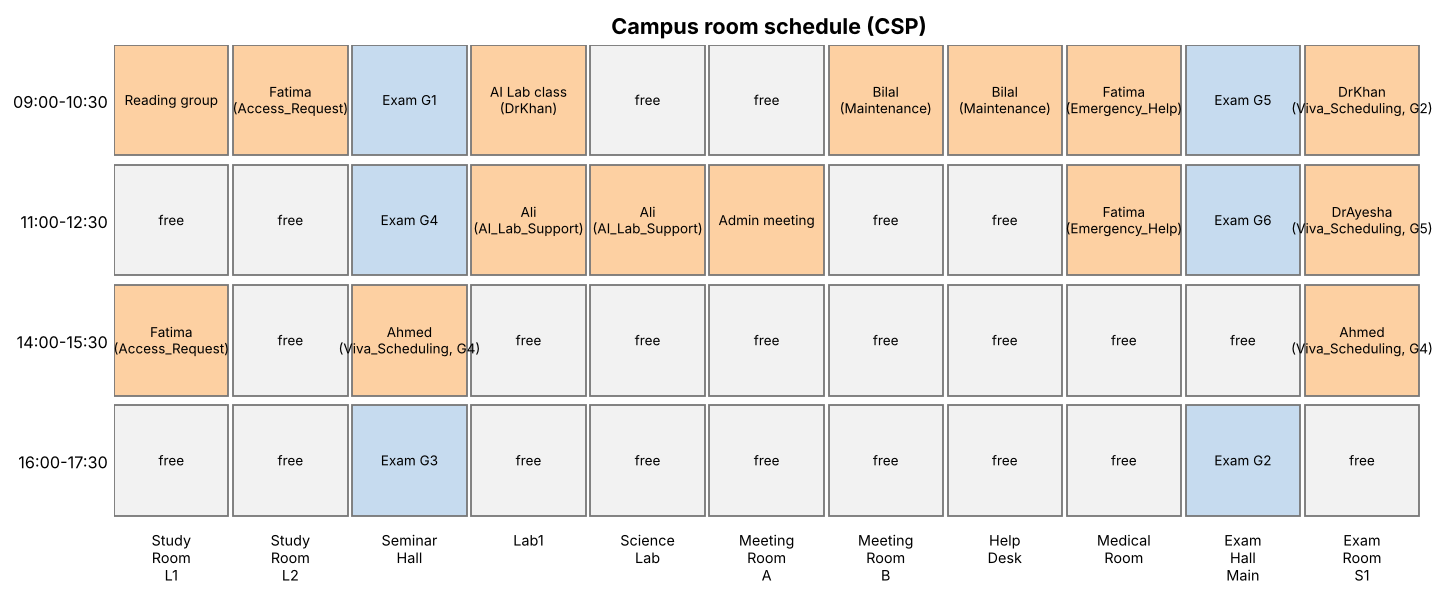 Campus room schedule (CSP)
09:00-10:30
Reading group
Fatima
(Access_Request)
Exam G1
AI Lab class
(DrKhan)
free
free
Bilal
(Maintenance)
Bilal
(Maintenance)
Fatima
(Emergency_Help)
Exam G5
DrKhan
(Viva_Scheduling, G2)
11:00-12:30
free
free
Exam G4
Ali
(AI_Lab_Support)
Ali
(AI_Lab_Support)
Admin meeting
free
free
Fatima
(Emergency_Help)
Exam G6
DrAyesha
(Viva_Scheduling, G5)
14:00-15:30
Fatima
(Access_Request)
free
Ahmed
(Viva_Scheduling, G4)
free
free
free
free
free
free
free
Ahmed
(Viva_Scheduling, G4)
16:00-17:30
free
free
Exam G3
free
free
free
free
free
free
Exam G2
free
Study
Room
L1
Study
Room
L2
Seminar
Hall
Lab1
Science
Lab
Meeting
Room
A
Meeting
Room
B
Help
Desk
Medical
Room
Exam
Hall
Main
Exam
Room
S1